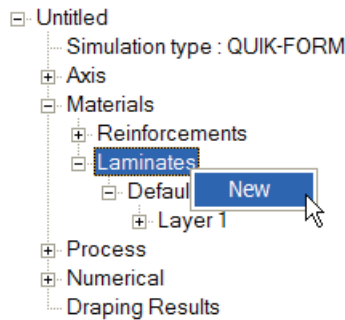 Untitled
Simulation type : QUIK-FORM
Axis
Materials
Reinforcements
Laminates
New
Defaul
Layer 1
Process
Numerical
Draping Results